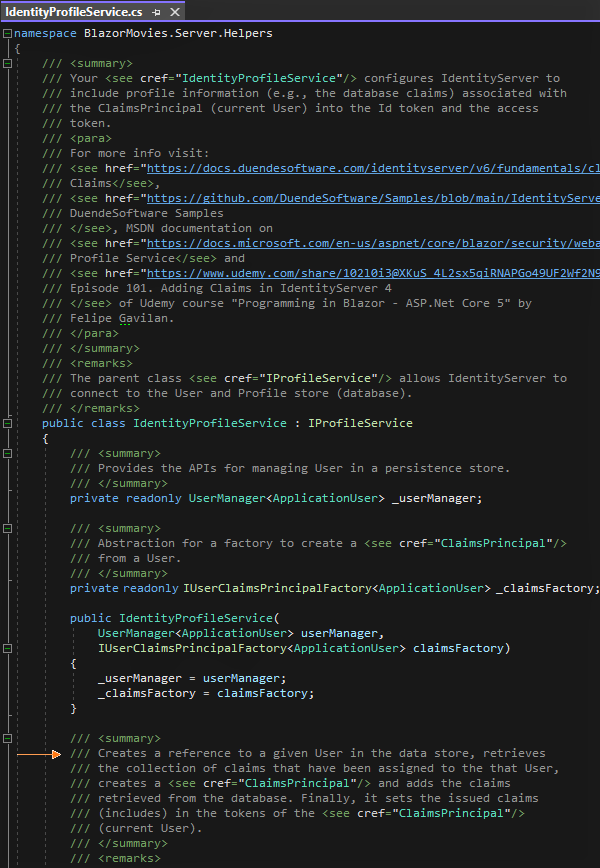 IdentityProfileService.cs
namespace BlazorMovies.Server.Helpers
{
/// <summary>
/// Your <see cref="IdentityProfileService"/> configures IdentityServer to
/// include profile information (e.g., the database claims) associated with
/// the ClaimsPrincipal (current User) into the Id token and the access
/// token.
/// <para>
/// For more info visit:
/// <see href="https://docs.duendesoftware.com/identityserver/v6/fundamentals/cl
/// Claims</see>,
/// <see href="https://github.com/DuendeSoftware/Samples/blob/main/IdentityServe
/// DuendeSoftware Samples
/// </see>, MSDN documentation on
/// <see href="https://docs.microsoft.com/en-us/aspnet/core/blazor/security/weba
/// Profile Service</see> and
/// <see href="https://www.udemy.com/share/102l0i3@XKuS_4L2sx5qiRNAPGo49UF2Wf2N9
/// Episode 101. Adding Claims in IdentityServer 4
/// </see> of Udemy course "Programming in Blazor - ASP.Net Core 5" by
/// Felipe Gavilan.
/// </para>
/// </summary>
/// <remarks>
/// The parent class <see cref="IProfileService"/> allows IdentityServer to
/// connect to the User and Profile store (database).
/// </remarks>
public class IdentityProfileService : IProfileService
{
/// <summary>
/// Provides the APIs for managing User in a persistence store.
/// </summary>
private readonly UserManager<ApplicationUser> _userManager;
/// <summary>
/// Abstraction for a factory to create a <see cref="ClaimsPrincipal"/>
/// from a User.
/// </summary>
private readonly IUserClaimsPrincipalFactory<ApplicationUser> _claimsFactory;
public IdentityProfileService(
UserManager<ApplicationUser> userManager,
IUserClaimsPrincipalFactory<ApplicationUser> claimsFactory)
{
_userManager = userManager;
_claimsFactory = claimsFactory;
}
/// <summary>
/// Creates a reference to a given User in the data store, retrieves
/// the collection of claims that have been assigned to the that User,
/// creates a <see cref="ClaimsPrincipal"/> and adds the claims
/// retrieved from the database. Finally, it sets the issued claims
/// (includes) in the tokens of the <see cref="ClaimsPrincipal"/>
/// (current User).
/// </summary>
/// <remarks>